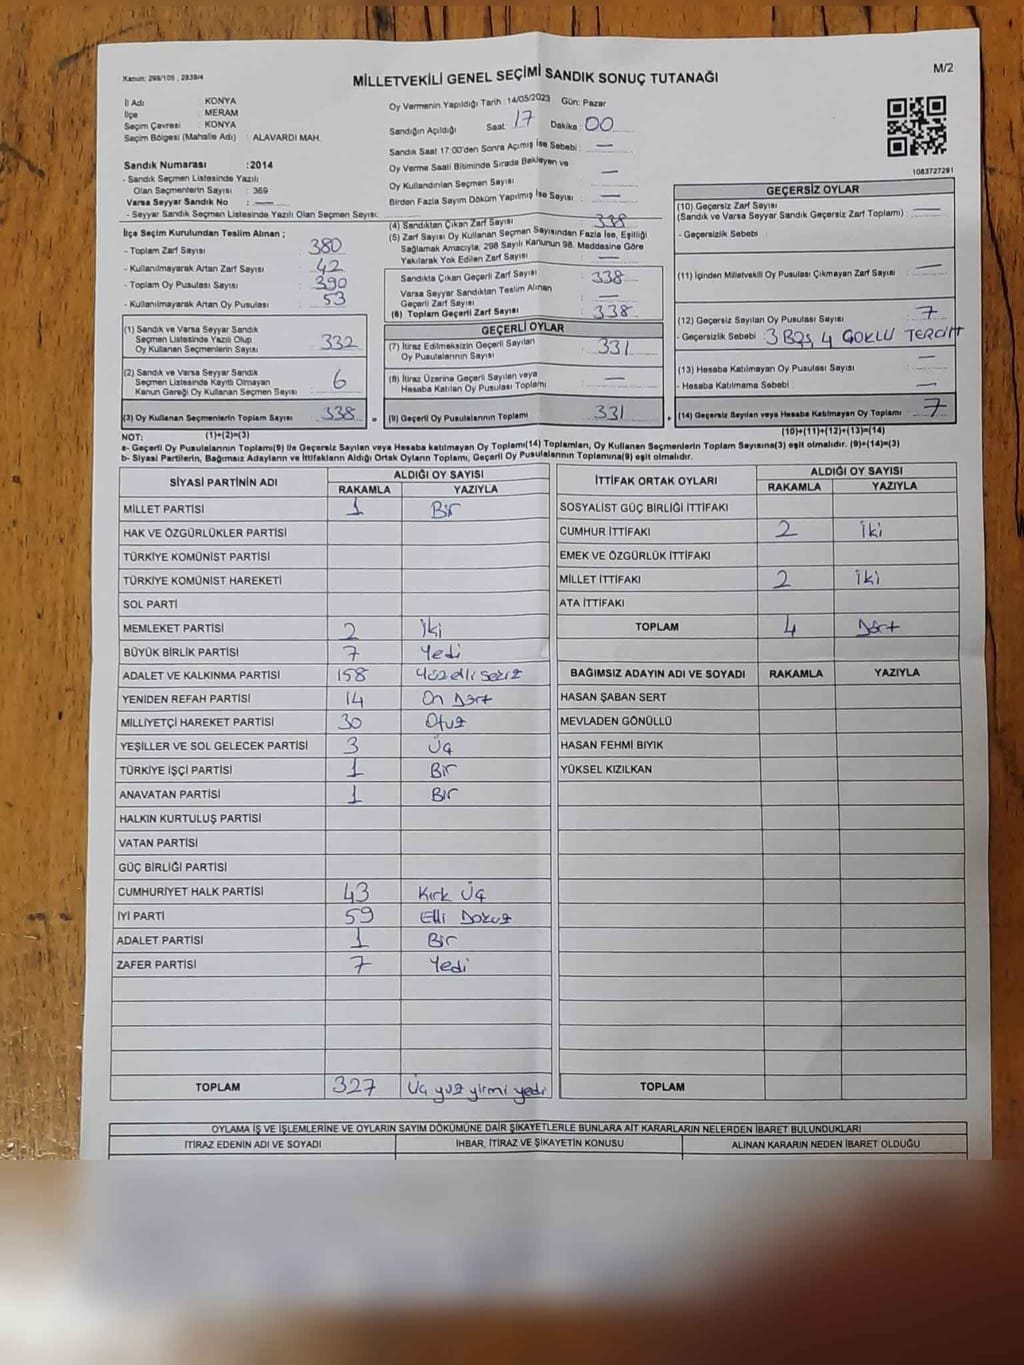 Kanun: 298/105 , 2839/4
MİLLETVEKİLİ GENEL SEÇİMİ SANDIK SONUÇ TUTANAĞI
M/2
İl Adı : KONYA
İlçe : MERAM
Seçim Çevresi : KONYA
Seçim Bölgesi (Mahalle Adı) : ALAVARDI MAH.
Sandık Numarası :2014
- Sandık Seçmen Listesinde Yazılı
Olan Seçmenlerin Sayısı : 369
Varsa Seyyar Sandık No : —
- Seyyar Sandık Seçmen Listesinde Yazılı Olan Seçmen Sayısı:
Oy Vermenin Yapıldığı Tarih : 14/05/2023 Gün: Pazar
Sandığın Açıldığı Saat: 17 Dakika: 00
Sandık Saat 17:00'den Sonra Açmış İse Sebebi : —
Oy Verme Saati Bitiminde Sırada Bekleyen ve
Oy Kullandırılan Seçmen Sayısı : —
Birden Fazla Sayım Döküm Yapılmış İse Sayısı : —
1083727291
İlçe Seçim Kurulundan Teslim Alınan ;
- Toplam Zarf Sayısı : 380
- Kullanılmayarak Artan Zarf Sayısı : 42
- Toplam Oy Pusulası Sayısı : 390
- Kullanılmayarak Artan Oy Pusulası : 53
(1) Sandık ve Varsa Seyyar Sandık
Seçmen Listesinde Yazılı Olup
Oy Kullanan Seçmenlerin Sayısı : 332
(2) Sandık ve Varsa Seyyar Sandık
Seçmen Listesinde Kayıtlı Olmayan
Kanun Gereği Oy Kullanan Seçmen Sayısı : 6
(3) Oy Kullanan Seçmenlerin Toplam Sayısı : 338 =
(1)+(2)=(3)
(4) Sandıktan Çıkan Zarf Sayısı : 338
(5) Zarf Sayısı Oy Kullanan Seçmen Sayısından Fazla İse, Eşitliği
Sağlamak Amacıyla, 298 Sayılı Kanunun 98. Maddesine Göre
Yakılarak Yok Edilen Zarf Sayısı : —
Sandıkta Çıkan Geçerli Zarf Sayısı : 338
Varsa Seyyar Sandıktan Teslim Alınan
Geçerli Zarf Sayısı : —
(6) Toplam Geçerli Zarf Sayısı : 338
GEÇERLİ OYLAR
(7) İtiraz Edilmeksizin Geçerli Sayılan
Oy Pusulalarının Sayısı : 331
(8) İtiraz Üzerine Geçerli Sayılan veya
Hesaba Katılan Oy Pusulası Toplamı : —
(9) Geçerli Oy Pusulalarının Toplamı : 331 +
GEÇERSİZ OYLAR
(10) Geçersiz Zarf Sayısı
(Sandık ve Varsa Seyyar Sandık Geçersiz Zarf Toplamı) : —
- Geçersizlik Sebebi :
(11) İçinden Milletvekili Oy Pusulası Çıkmayan Zarf Sayısı : —
(12) Geçersiz Sayılan Oy Pusulası Sayısı : 7
- Geçersizlik Sebebi : 3 BOŞ, 4 ÇOKLU TERCİH
(13) Hesaba Katılmayan Oy Pusulası Sayısı : —
- Hesaba Katılmama Sebebi : —
(14) Geçersiz Sayılan veya Hesaba Katılmayan Oy Toplamı : 7
(10)+(11)+(12)+(13)=(14)
NOT:
a- Geçerli Oy Pusulalarının Toplamı(9) ile Geçersiz Sayılan veya Hesaba katılmayan Oy Toplamı(14) Toplamları, Oy Kullanan Seçmenlerin Toplam Sayısına(3) eşit olmalıdır. (9)+(14)=(3)
b- Siyasi Partilerin, Bağımsız Adayların ve İttifakların Aldığı Ortak Oyların Toplamı, Geçerli Oy Pusulalarının Toplamına(9) eşit olmalıdır.
SİYASİ PARTİNİN ADI ALDIĞI OY SAYISI
RAKAMLA YAZIYLA
MİLLET PARTİSİ 1 Bir
HAK VE ÖZGÜRLÜKLER PARTİSİ
TÜRKİYE KOMÜNİST PARTİSİ
TÜRKİYE KOMÜNİST HAREKETİ
SOL PARTİ
MEMLEKET PARTİSİ 2 İki
BÜYÜK BİRLİK PARTİSİ 7 Yedi
ADALET VE KALKINMA PARTİSİ 158 Yüzelli Sekiz
YENİDEN REFAH PARTİSİ 14 On Dört
MİLLİYETÇİ HAREKET PARTİSİ 30 Otuz
YEŞİLLER VE SOL GELECEK PARTİSİ 3 Üç
TÜRKİYE İŞÇİ PARTİSİ 1 Bir
ANAVATAN PARTİSİ 1 Bir
HALKIN KURTULUŞ PARTİSİ
VATAN PARTİSİ
GÜÇ BİRLİĞİ PARTİSİ
CUMHURİYET HALK PARTİSİ 43 Kırk Üç
İYİ PARTİ 59 Elli Dokuz
ADALET PARTİSİ 1 Bir
ZAFER PARTİSİ 7 Yedi
TOPLAM 327 Üç yüz yirmi yedi
İTTİFAK ORTAK OYLARI ALDIĞI OY SAYISI
RAKAMLA YAZIYLA
SOSYALİST GÜÇ BİRLİĞİ İTTİFAKI
CUMHUR İTTİFAKI 2 İki
EMEK VE ÖZGÜRLÜK İTTİFAKI
MİLLET İTTİFAKI 2 İki
ATA İTTİFAKI
TOPLAM 4 Dört
BAĞIMSIZ ADAYIN ADI VE SOYADI RAKAMLA YAZIYLA
HASAN ŞABAN SERT
MEVLADEN GÖNÜLLÜ
HASAN FEHMİ BIYIK
YÜKSEL KIZILKAN
TOPLAM
OYLAMA İŞ VE İŞLEMLERİNE VE OYLARIN SAYIM DÖKÜMÜNE DAİR ŞİKAYETLERLE BUNLARA AİT KARARLARIN NELERDEN İBARET BULUNDUKLARI
İTİRAZ EDENİN ADI VE SOYADI İHBAR, İTİRAZ VE ŞİKAYETİN KONUSU ALINAN KARARIN NEDEN İBARET OLDUĞU